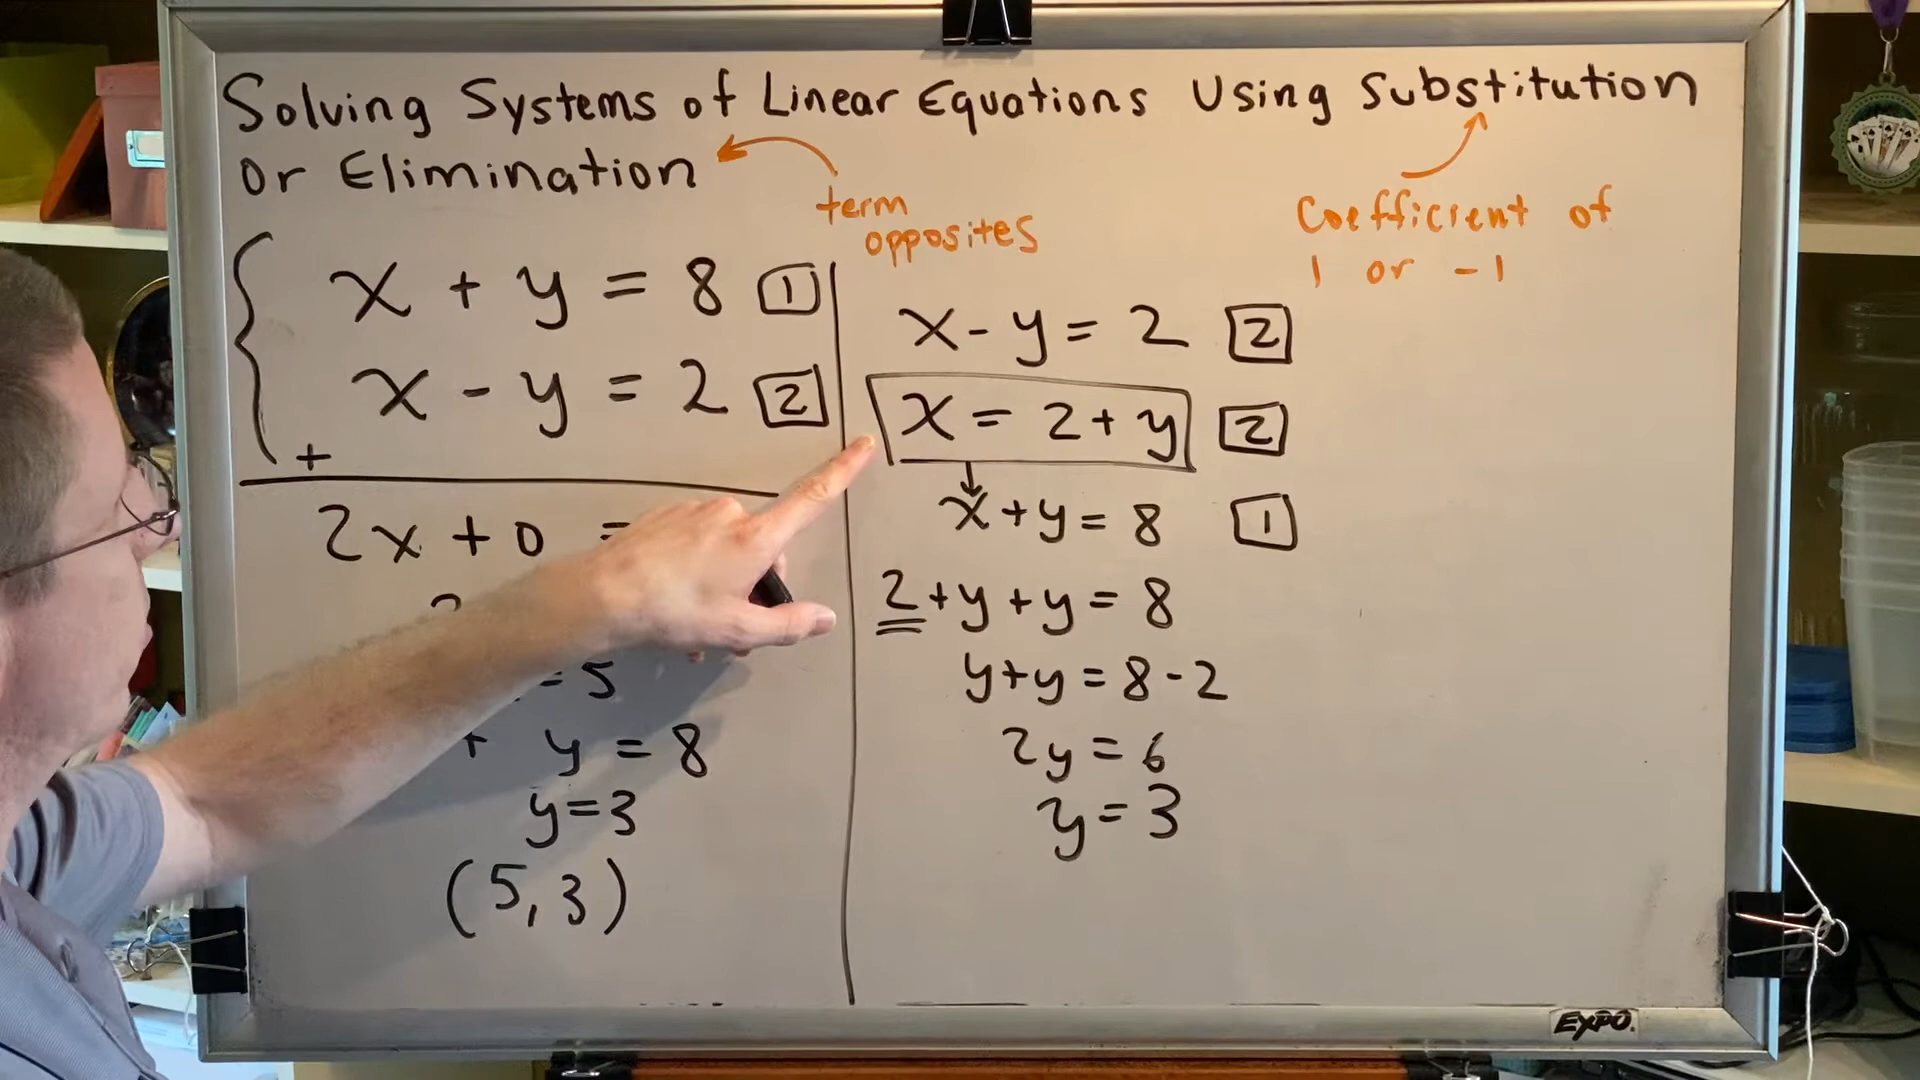 Solving Systems of Linear Equations Using Substitution
Or Elimination
term
opposites
Coefficient of
1 or -1
x + y = 8 1
x - y = 2 2
+
2x + 0 =
= 5
+ y = 8
y = 3
(5, 3)
x - y = 2 2
x = 2 + y 2
x + y = 8 1
2 + y + y = 8
y + y = 8 - 2
2y = 6
y = 3
EXPO